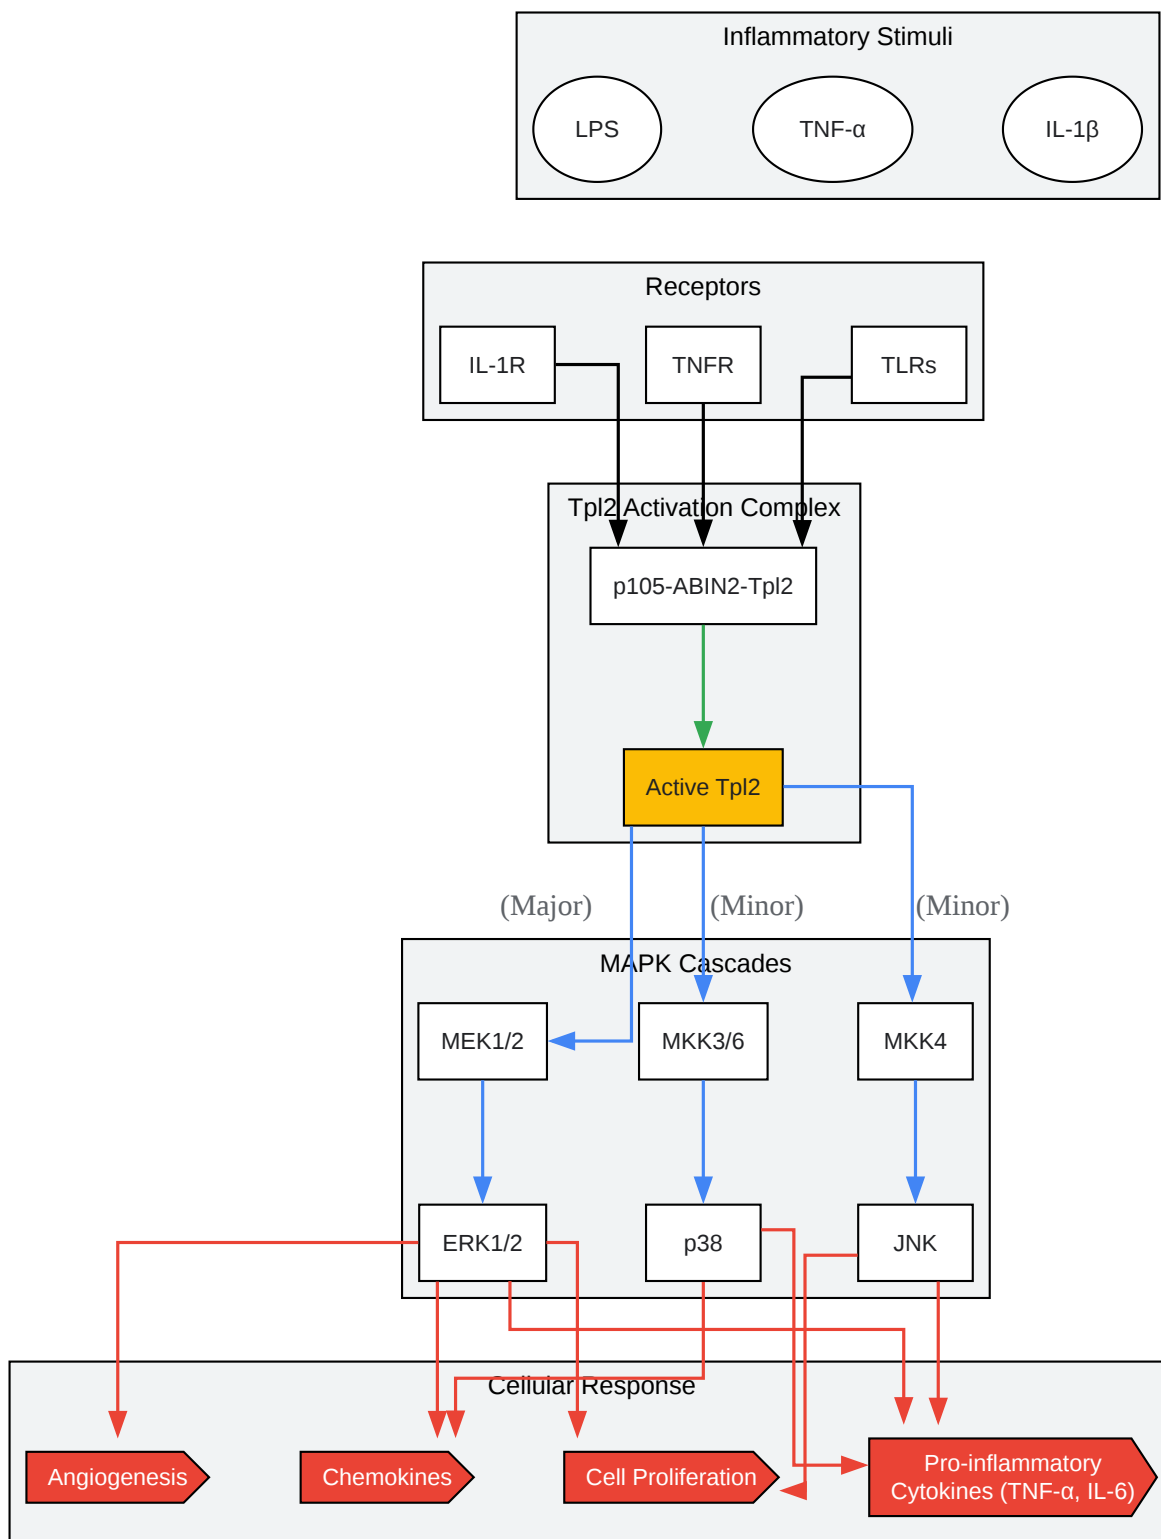 Inflammatory Stimuli
LPS
TNF-α
IL-1β
Receptors
IL-1R
TNFR
TLRs
Tpl2 Activation Complex
p105-ABIN2-Tpl2
Active Tpl2
(Major)
(Minor)
(Minor)
MAPK Cascades
MEK1/2
MKK3/6
MKK4
ERK1/2
p38
JNK
Cellular Response
Angiogenesis
Chemokines
Cell Proliferation
Pro-inflammatory
Cytokines (TNF-α, IL-6)